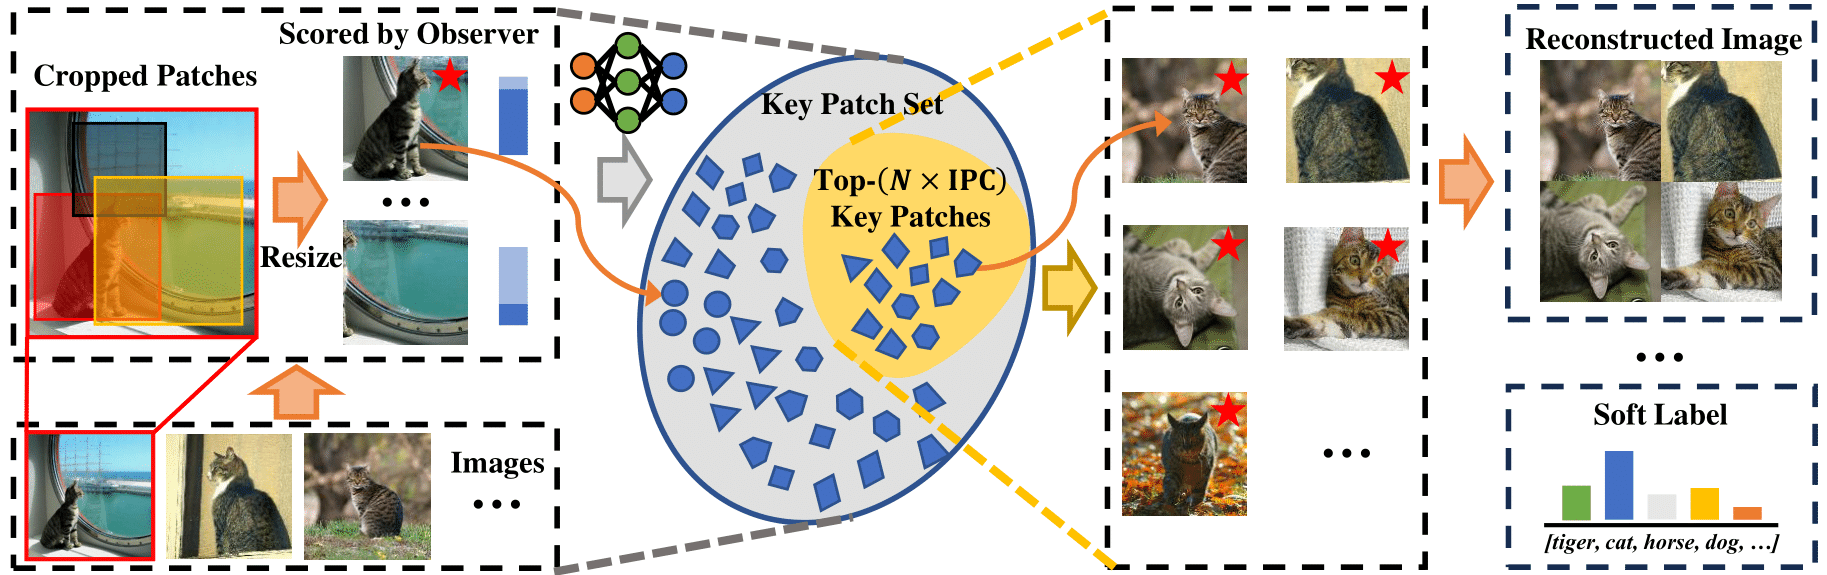 Scored by Observer
Cropped Patches
Resize
Images
...
Key Patch Set
Top-(N × IPC)
Key Patches
...
...
Reconstructed Image
...
Soft Label
[tiger, cat, horse, dog, ...]